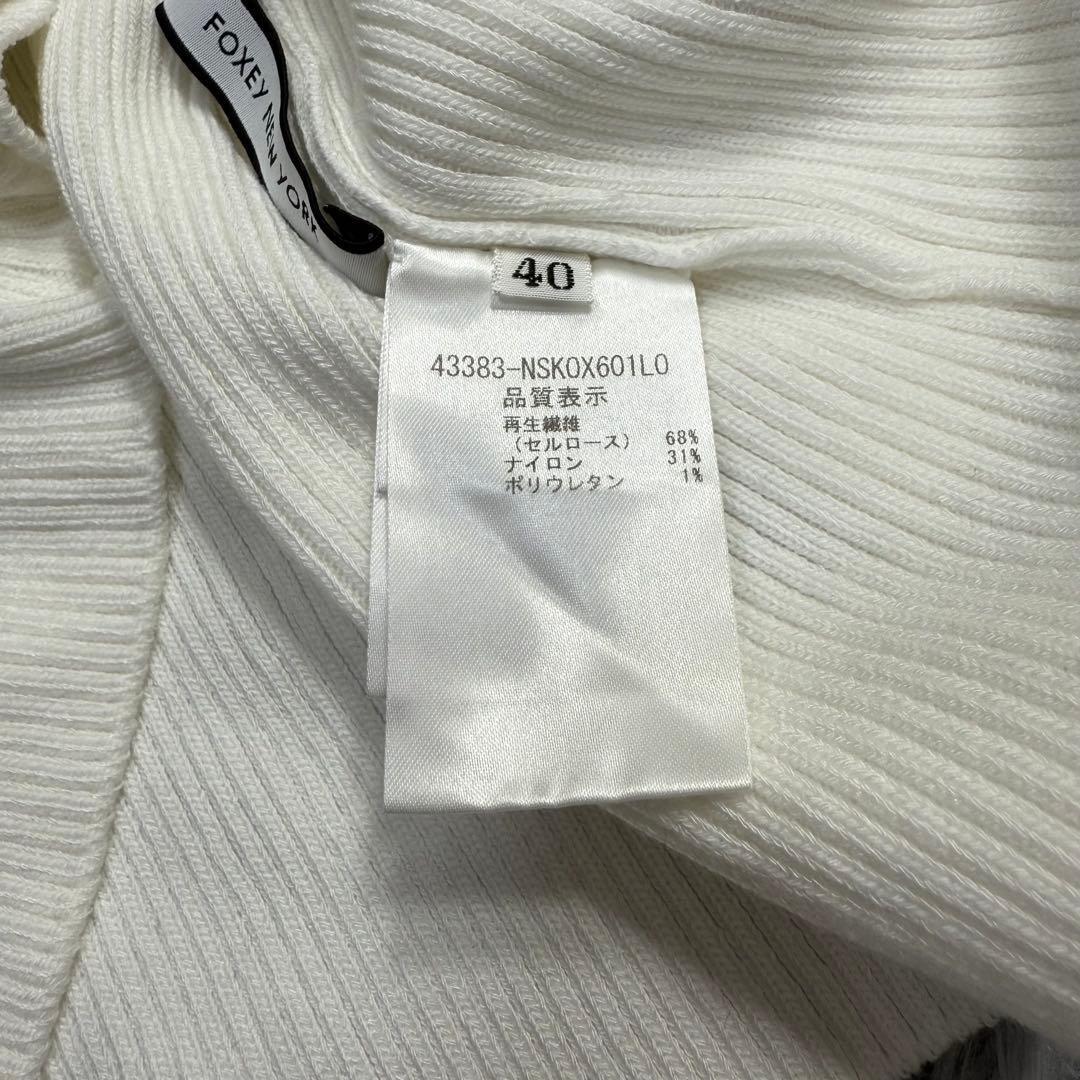 FOXEY NEW YORK
40
43383-NSKOX601LO
品質表示
再生繊維
(セルロース) 68%
ナイロン 31%
ポリウレタン 1%